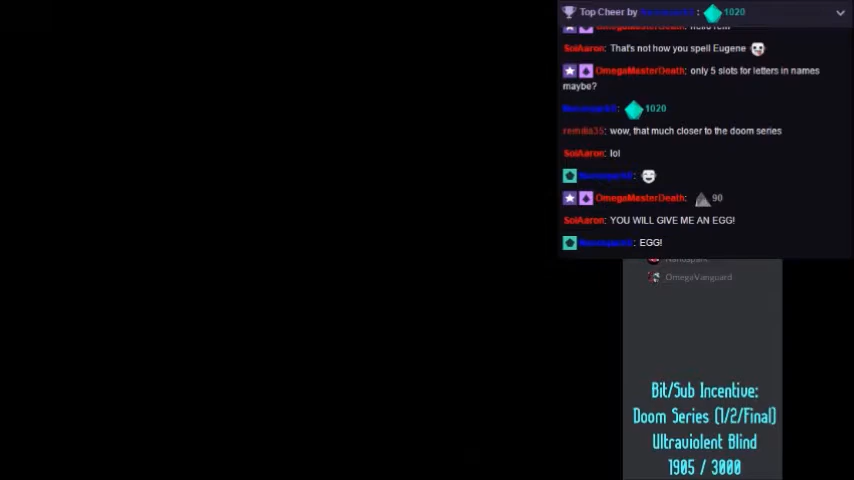 Top Cheer by : 1020
SolAaron: That's not how you spell Eugene
OmegaMasterDeath: only 5 slots for letters in names
maybe?
1020
remilia35: wow, that much closer to the doom series
SolAaron: lol
OmegaMasterDeath: 90
SolAaron: YOU WILL GIVE ME AN EGG!
: EGG!
OmegaVanguard
Bit/Sub Incentive:
Doom Series (1/2/Final)
Ultraviolent Blind
1905 / 3000